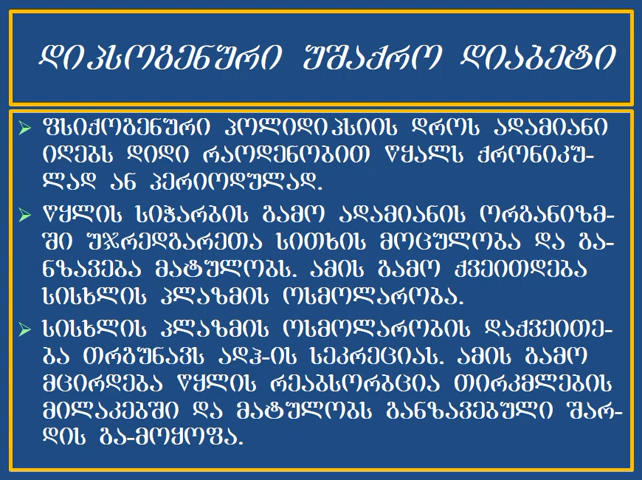 დიპსოგენური უშაქრო დიაბეტი
ფსიქოგენური პოლიდიპსიის დროს ადამიანი
იღებს დიდი რაოდენობით წყალს ქრონიკუ-
ლად ან პერიოდულად.
წყლის სიჭარბის გამო ადამიანის ორგანიზმ-
ში უჯრედგარეთა სითხის მოცულობა და გა-
ნზავება მატულობს. ამის გამო ქვეითდება
სისხლის პლაზმის ოსმოლარობა.
სისხლის პლაზმის ოსმოლარობის დაქვეითე-
ბა თრგუნავს ადჰ-ის სეკრეციას. ამის გამო
მცირდება წყლის რეაბსორბცია თირკმლების
მილაკებში და მატულობს განზავებული შარ-
დის გა-მოყოფა.